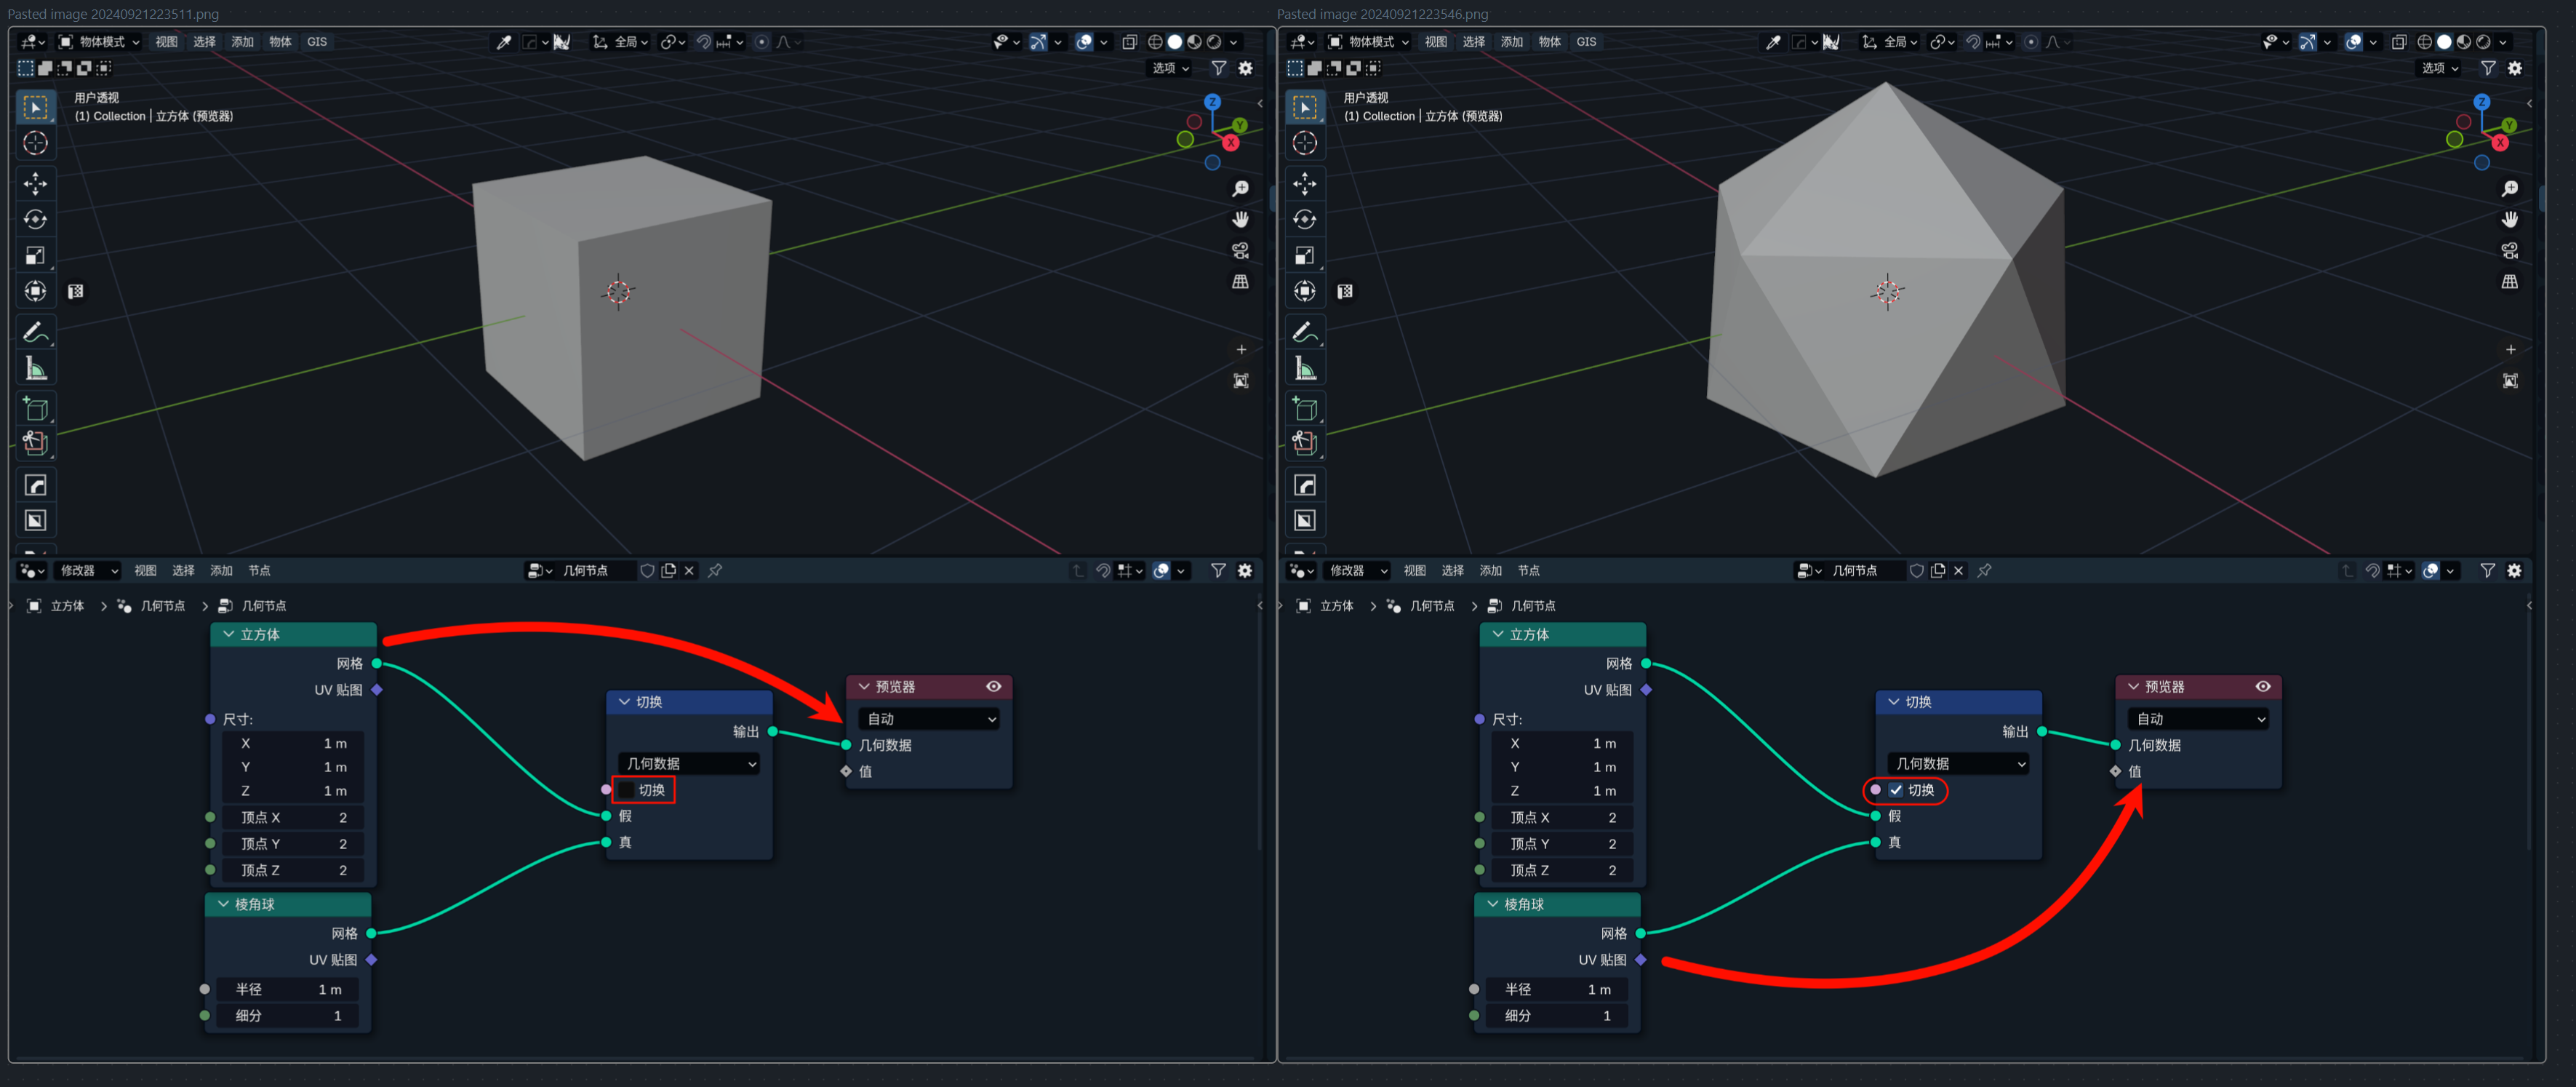 Pasted image 20240921223511.png
物体模式 视图 选择 添加 物体 GIS 全局
选项
用户透视
(1) Collection | 立方体 (预览器)
Z
Y
X
修改器 视图 选择 添加 节点 几何节点
立方体 几何节点 几何节点
立方体
网格
UV 贴图
尺寸:
X 1 m
Y 1 m
Z 1 m
顶点 X 2
顶点 Y 2
顶点 Z 2
棱角球
网格
UV 贴图
半径 1 m
细分 1
切换
输出
几何数据
切换
假
真
预览器
自动
几何数据
值
Pasted image 20240921223546.png
物体模式 视图 选择 添加 物体 GIS 全局
选项
用户透视
(1) Collection | 立方体 (预览器)
Z
Y
X
修改器 视图 选择 添加 节点 几何节点
立方体 几何节点 几何节点
立方体
网格
UV 贴图
尺寸:
X 1 m
Y 1 m
Z 1 m
顶点 X 2
顶点 Y 2
顶点 Z 2
棱角球
网格
UV 贴图
半径 1 m
细分 1
切换
输出
几何数据
切换
假
真
预览器
自动
几何数据
值